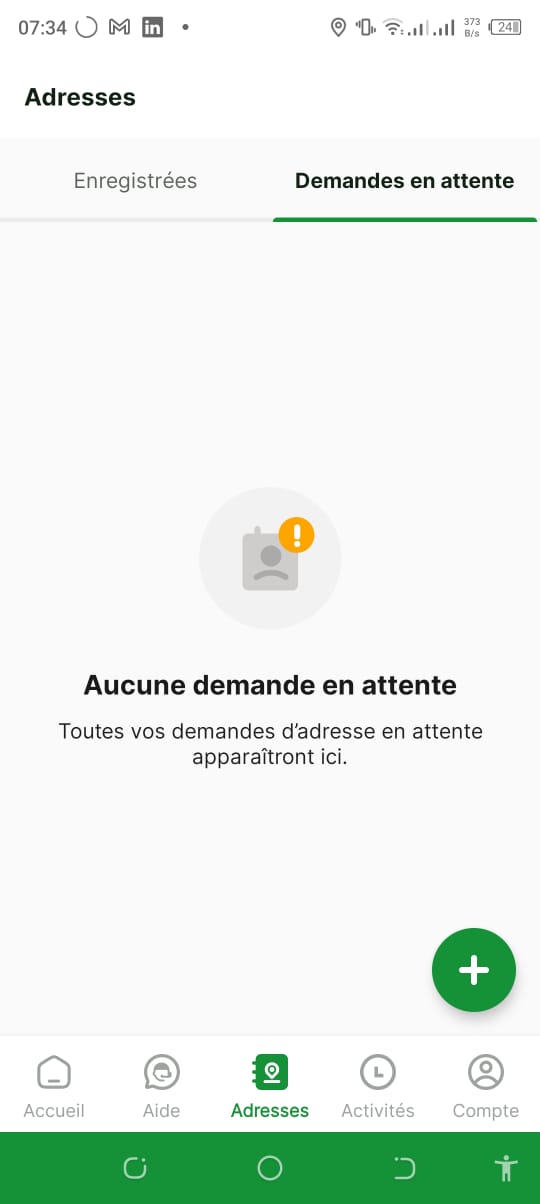 07:34
373
B/s
24
Adresses
Enregistrées
Demandes en attente
Aucune demande en attente
Toutes vos demandes d’adresse en attente
apparaîtront ici.
Accueil
Aide
Adresses
Activités
Compte